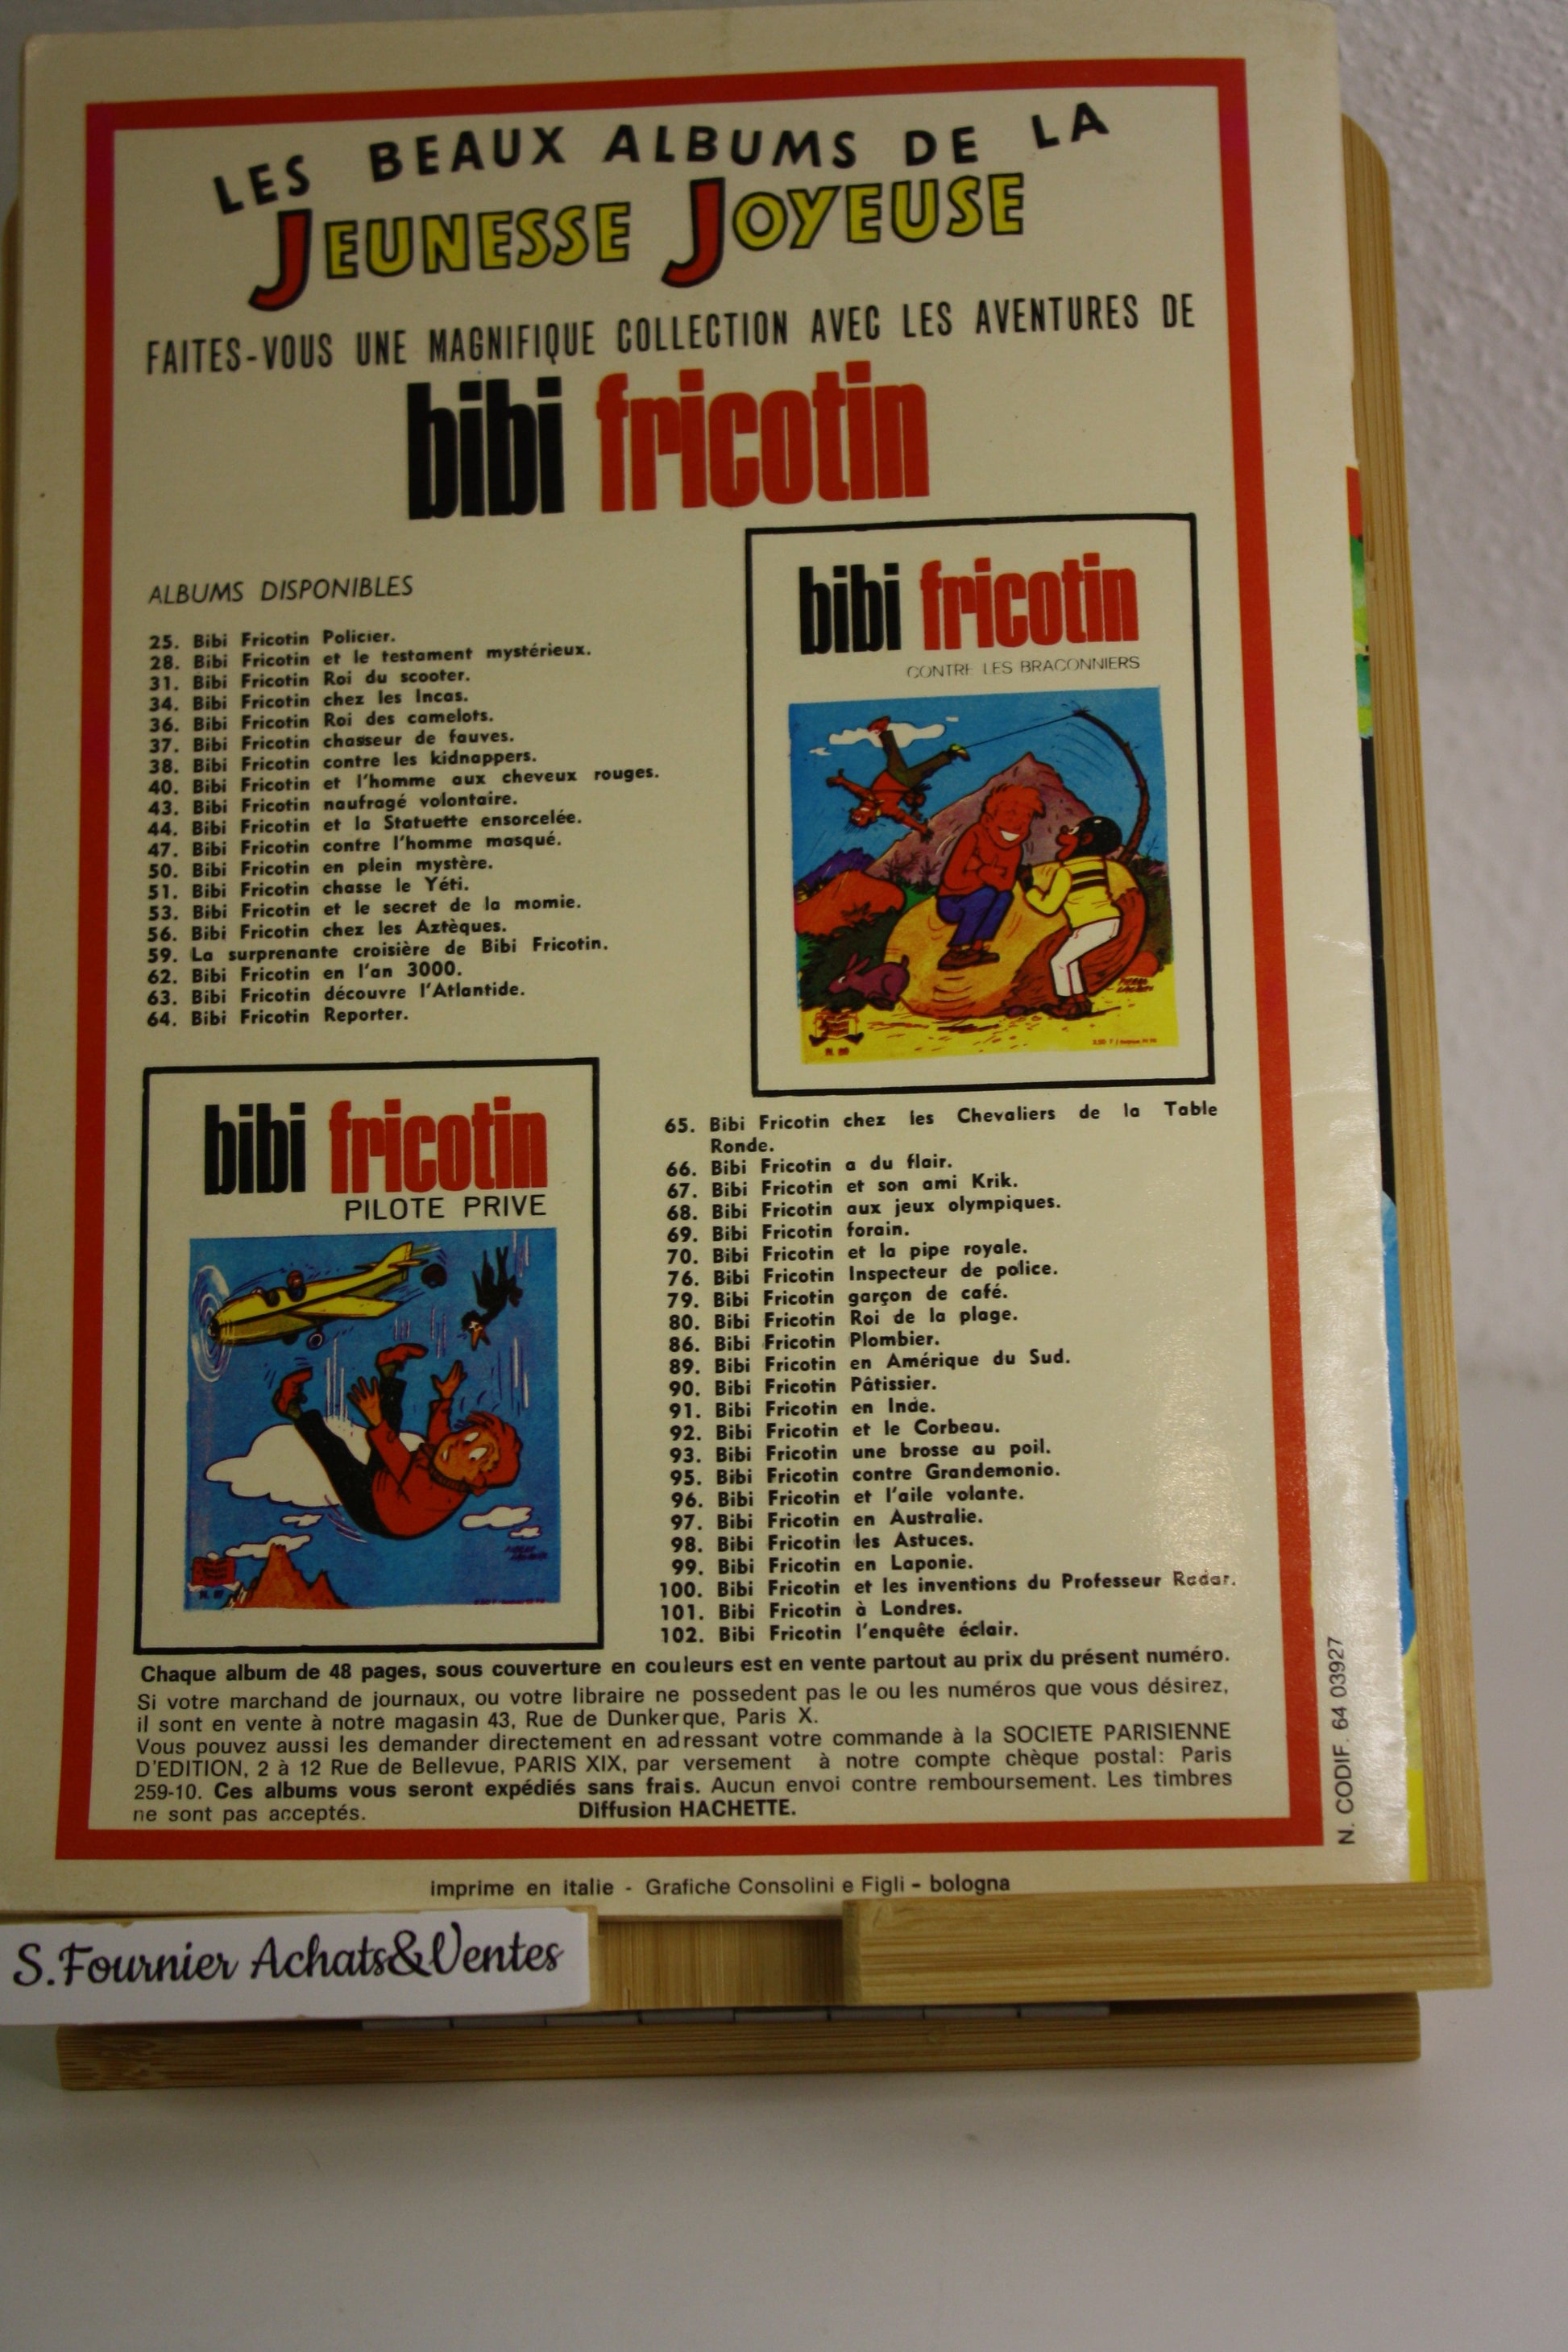 LES BEAUX ALBUMS DE LA
JEUNESSE JOYEUSE
FAITES-VOUS UNE MAGNIFIQUE COLLECTION AVEC LES AVENTURES DE
bibi fricotin
ALBUMS DISPONIBLES
25. Bibi Fricotin Policier.
28. Bibi Fricotin et le testament mystérieux.
31. Bibi Fricotin Roi du scooter.
34. Bibi Fricotin chez les Incas.
36. Bibi Fricotin Roi des camelots.
37. Bibi Fricotin chasseur de fauves.
38. Bibi Fricotin contre les kidnappers.
40. Bibi Fricotin et l'homme aux cheveux rouges.
43. Bibi Fricotin naufragé volontaire.
44. Bibi Fricotin et la Statuette ensorcelée.
47. Bibi Fricotin contre l'homme masqué.
50. Bibi Fricotin en plein mystère.
51. Bibi Fricotin chasse le Yéti.
53. Bibi Fricotin et le secret de la momie.
56. Bibi Fricotin chez les Aztèques.
59. La surprenante croisière de Bibi Fricotin.
62. Bibi Fricotin en l'an 3000.
63. Bibi Fricotin découvre l'Atlantide.
64. Bibi Fricotin Reporter.
bibi fricotin
CONTRE LES BRACONNIERS
bibi fricotin
PILOTE PRIVE
65. Bibi Fricotin chez les Chevaliers de la Table
Ronde.
66. Bibi Fricotin a du flair.
67. Bibi Fricotin et son ami Krik.
68. Bibi Fricotin aux jeux olympiques.
69. Bibi Fricotin forain.
70. Bibi Fricotin et la pipe royale.
76. Bibi Fricotin Inspecteur de police.
79. Bibi Fricotin garçon de café.
80. Bibi Fricotin Roi de la plage.
86. Bibi Fricotin Plombier.
89. Bibi Fricotin en Amérique du Sud.
90. Bibi Fricotin Pâtissier.
91. Bibi Fricotin en Inde.
92. Bibi Fricotin et le Corbeau.
93. Bibi Fricotin une brosse au poil.
95. Bibi Fricotin contre Grandemonio.
96. Bibi Fricotin et l'aile volante.
97. Bibi Fricotin en Australie.
98. Bibi Fricotin les Astuces.
99. Bibi Fricotin en Laponie.
100. Bibi Fricotin et les inventions du Professeur Radar.
101. Bibi Fricotin à Londres.
102. Bibi Fricotin l'enquête éclair.
Chaque album de 48 pages, sous couverture en couleurs est en vente partout au prix du présent numéro.
Si votre marchand de journaux, ou votre libraire ne possedent pas le ou les numéros que vous désirez,
il sont en vente à notre magasin 43, Rue de Dunkerque, Paris X.
Vous pouvez aussi les demander directement en adressant votre commande à la SOCIETE PARISIENNE
D'EDITION, 2 à 12 Rue de Bellevue, PARIS XIX, par versement à notre compte chèque postal: Paris
259-10. Ces albums vous seront expédiés sans frais. Aucun envoi contre remboursement. Les timbres
ne sont pas acceptés. Diffusion HACHETTE.
N. CODIF. 64 03927
imprime en italie - Grafiche Consolini e Figli - bologna
S.Fournier Achats&Ventes